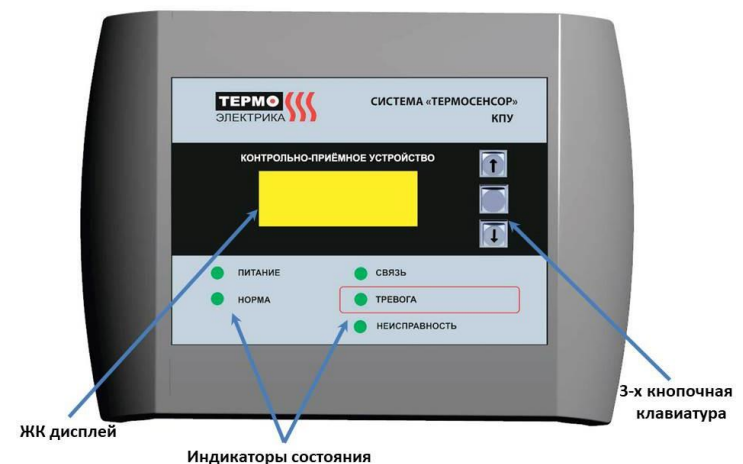 ТЕРМО
ЭЛЕКТРИКА
СИСТЕМА «ТЕРМОСЕНСОР»
КПУ
КОНТРОЛЬНО-ПРИЁМНОЕ УСТРОЙСТВО
↑
↓
ПИТАНИЕ
СВЯЗЬ
НОРМА
ТРЕВОГА
НЕИСПРАВНОСТЬ
3-х кнопочная
клавиатура
ЖК дисплей
Индикаторы состояния